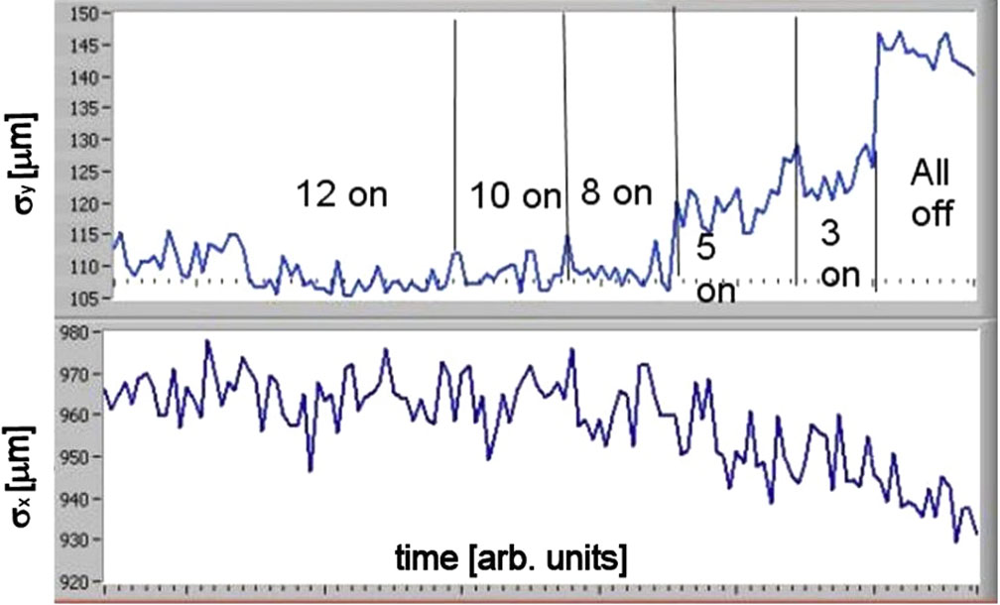 σy [μm]
150
145
140
135
130
125
120
115
110
105
12 on
10 on
8 on
5
on
3
on
All
off
σx [μm]
980
970
960
950
940
930
920
time [arb. units]